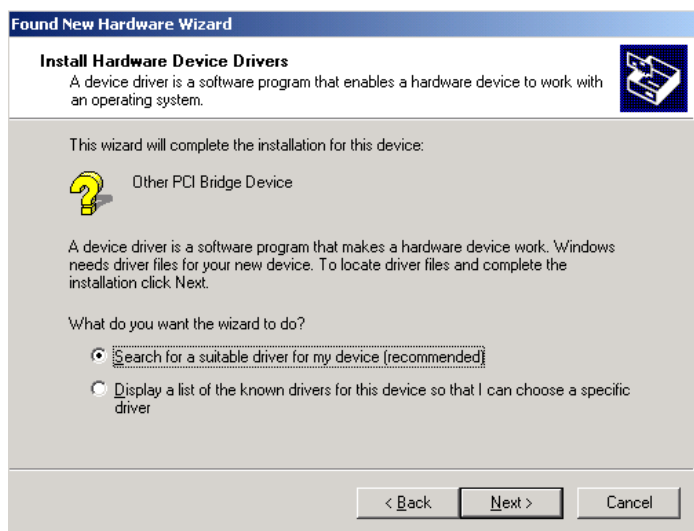 Found New Hardware Wizard
Install Hardware Device Drivers
A device driver is a software program that enables a hardware device to work with
an operating system.
This wizard will complete the installation for this device:
Other PCI Bridge Device
A device driver is a software program that makes a hardware device work. Windows
needs driver files for your new device. To locate driver files and complete the
installation click Next.
What do you want the wizard to do?
Search for a suitable driver for my device (recommended)
Display a list of the known drivers for this device so that I can choose a specific
driver
< Back Next > Cancel